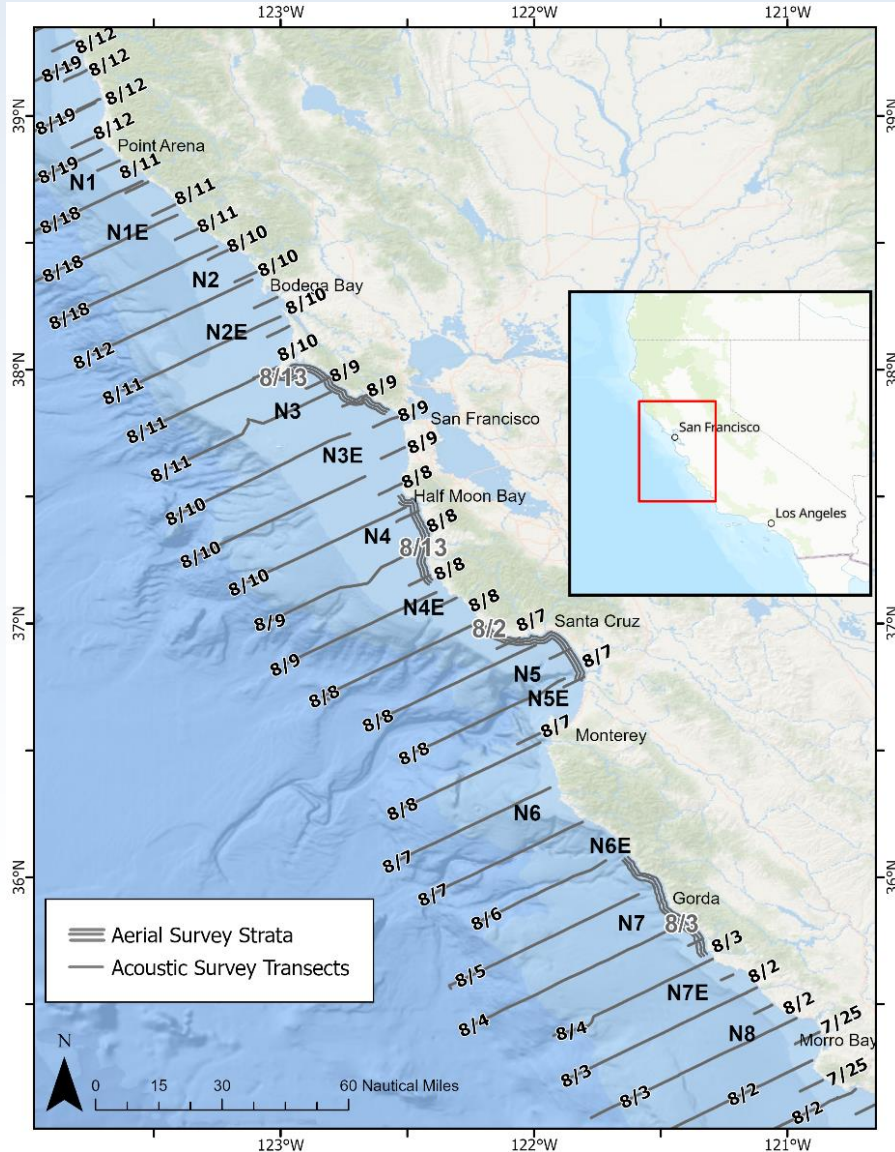 123°W
122°W
121°W
8/12
8/19
8/12
39°N
8/12
8/19
8/12
Point Arena
8/19
8/11
N1
8/11
8/18
8/11
N1E
8/10
8/18
8/10
N2
Bodega Bay
8/18
8/10
N2E
8/12
8/10
38°N
8/13
8/9
8/11
8/9
N3
8/9
San Francisco
8/11
8/9
N3E
8/11
8/8
Half Moon Bay
8/10
8/8
N4
8/13
8/10
8/8
8/10
N4E
8/8
37°N
8/9
8/2
8/7
Santa Cruz
8/9
8/7
N5
8/8
N5E
8/8
8/7
Monterey
8/8
8/8
N6
8/7
N6E
36°N
8/7
Gorda
8/6
N7
8/3
8/3
8/5
8/2
N7E
8/2
8/4
8/4
N8
7/25
Morro Bay
8/3
7/25
8/3
8/2
8/2
San Francisco
Los Angeles
Aerial Survey Strata
Acoustic Survey Transects
N
0 15 30 60 Nautical Miles
39°N
38°N
37°N
36°N
123°W
122°W
121°W